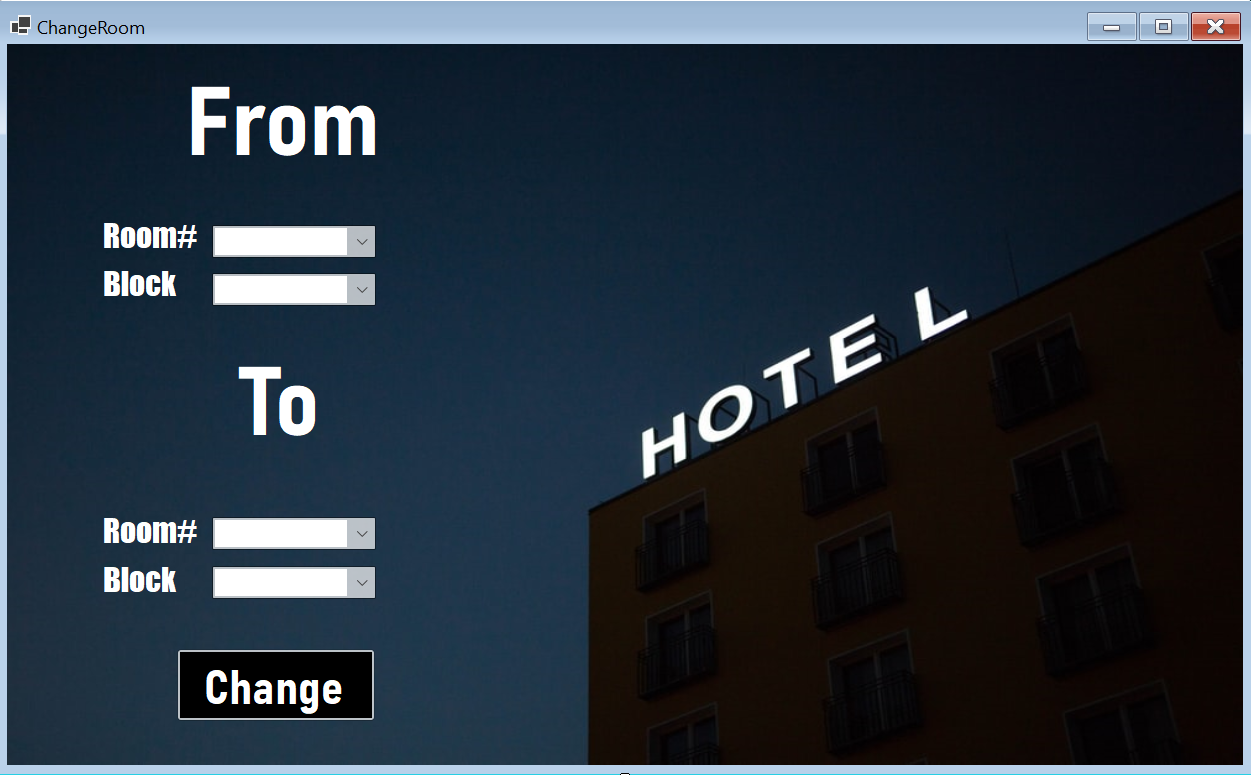 ChangeRoom
From
Room#
Block
To
Room#
Block
Change
HOTEL